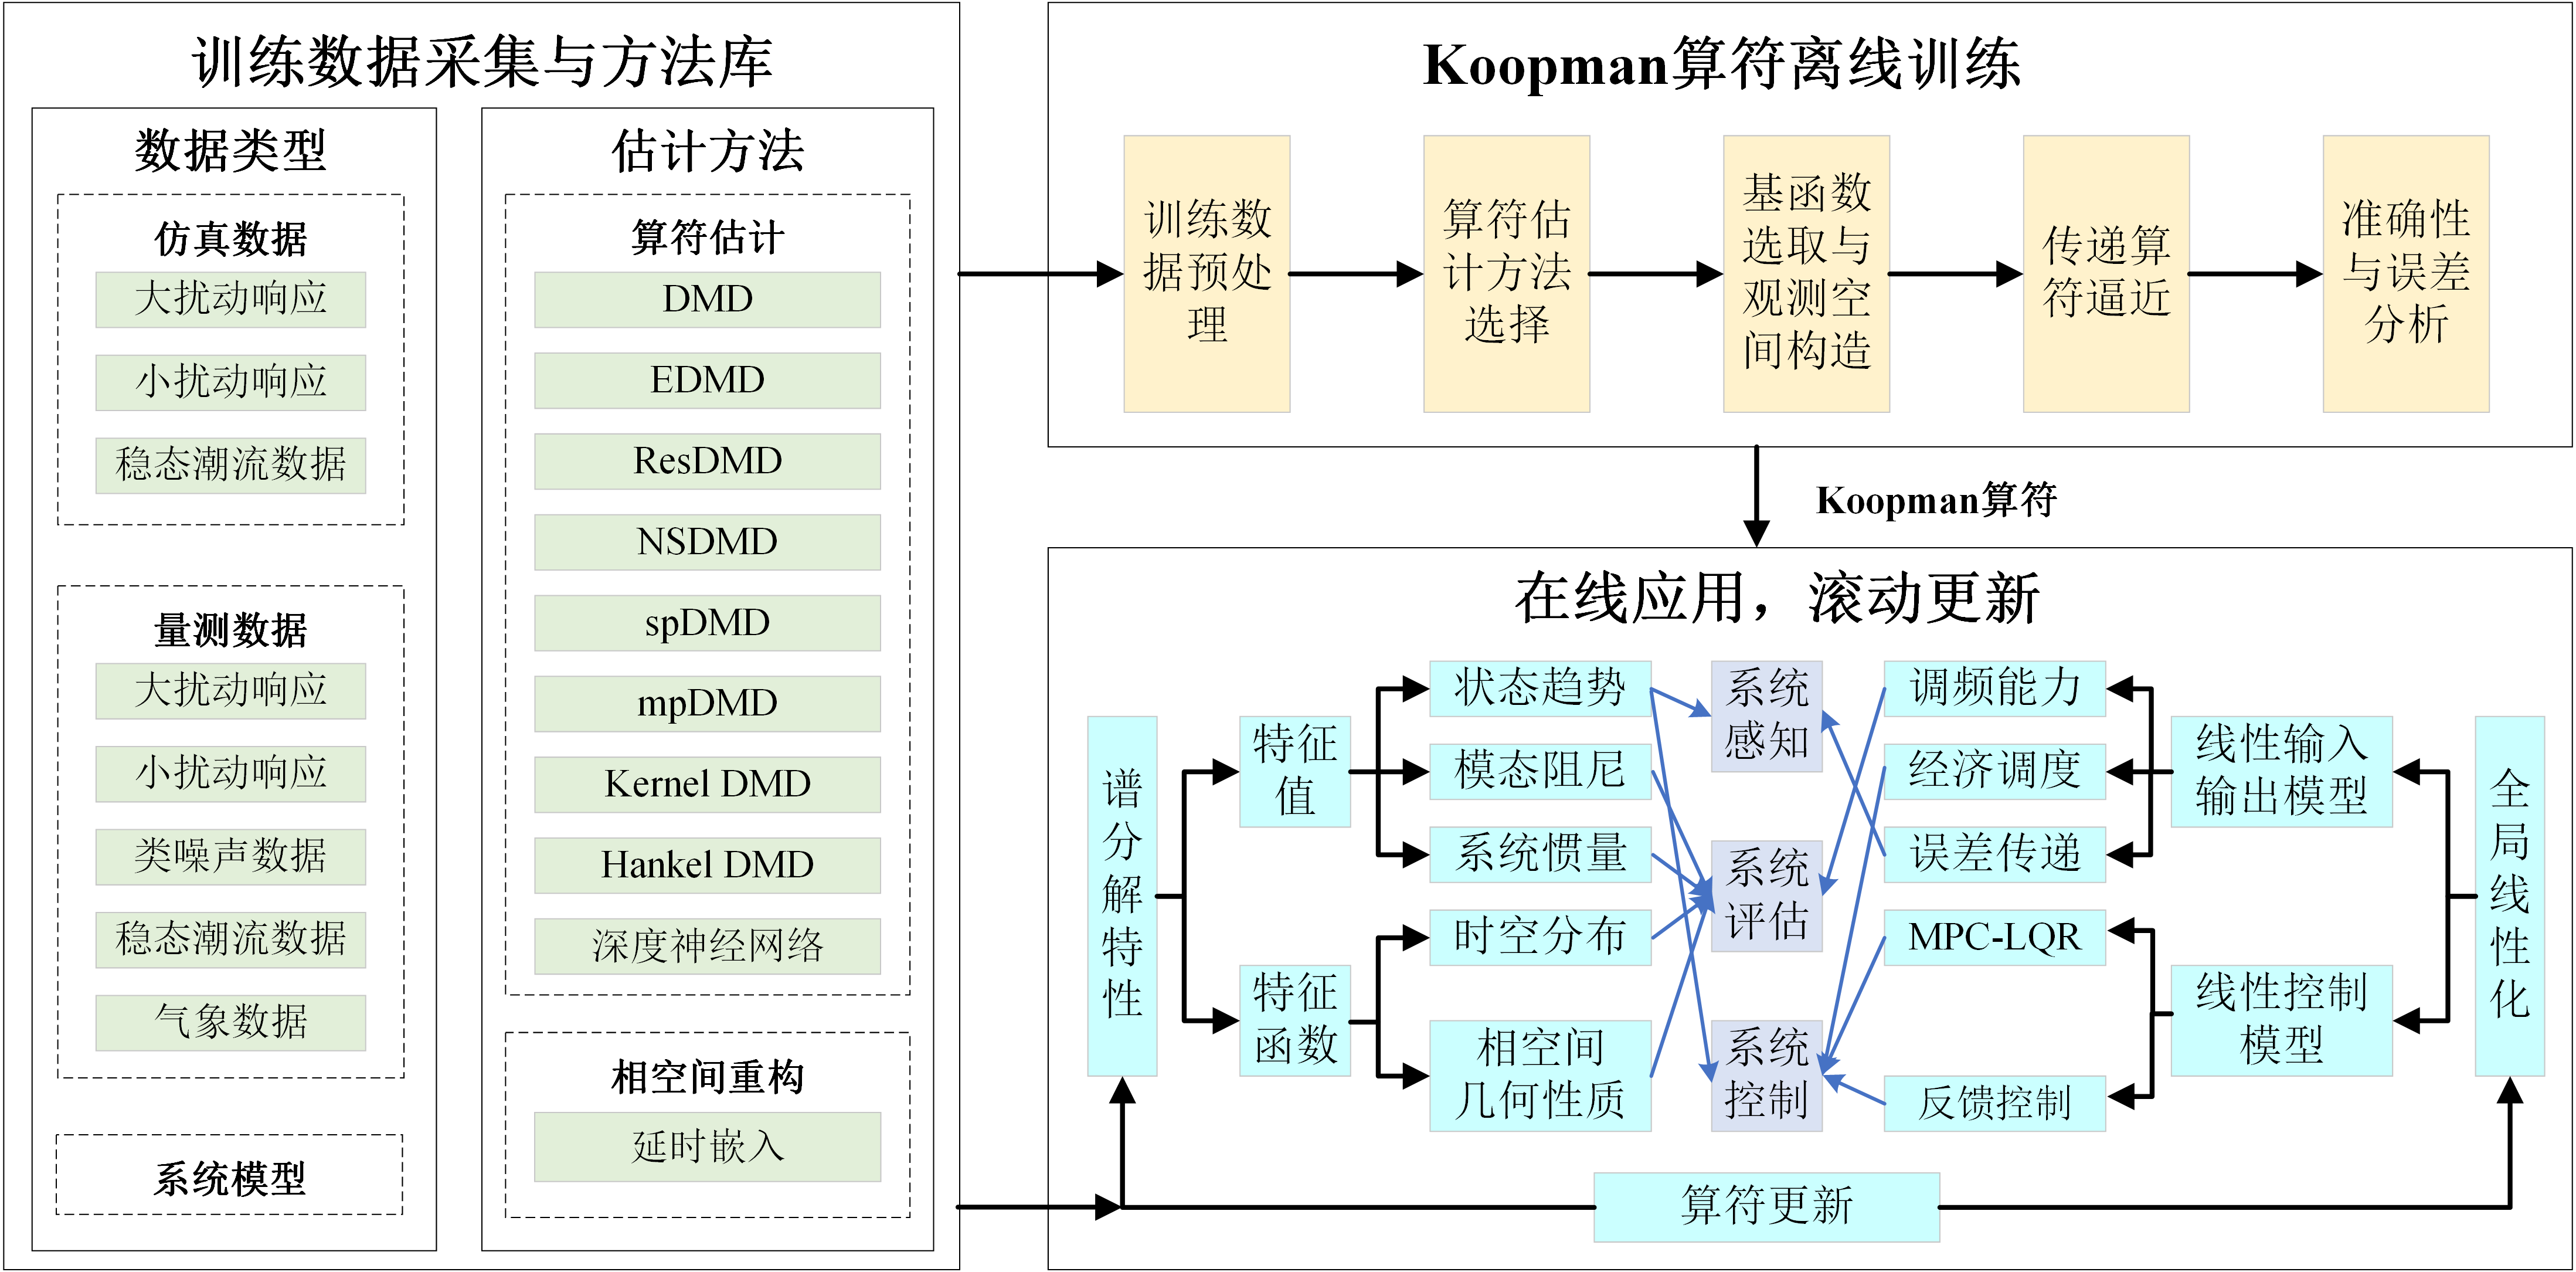 训练数据采集与方法库
数据类型
仿真数据
大扰动响应
小扰动响应
稳态潮流数据
量测数据
大扰动响应
小扰动响应
类噪声数据
稳态潮流数据
气象数据
系统模型
估计方法
算符估计
DMD
EDMD
ResDMD
NSDMD
spDMD
mpDMD
Kernel DMD
Hankel DMD
深度神经网络
相空间重构
延时嵌入
Koopman算符离线训练
训练数
据预处
理
算符估
计方法
选择
基函数
选取与
观测空
间构造
传递算
符逼近
准确性
与误差
分析
Koopman算符
在线应用，滚动更新
谱
分
解
特
性
特征
值
特征
函数
状态趋势
模态阻尼
系统惯量
时空分布
相空间
几何性质
系统
感知
系统
评估
系统
控制
调频能力
经济调度
误差传递
MPC-LQR
反馈控制
线性输入
输出模型
线性控制
模型
全
局
线
性
化
算符更新